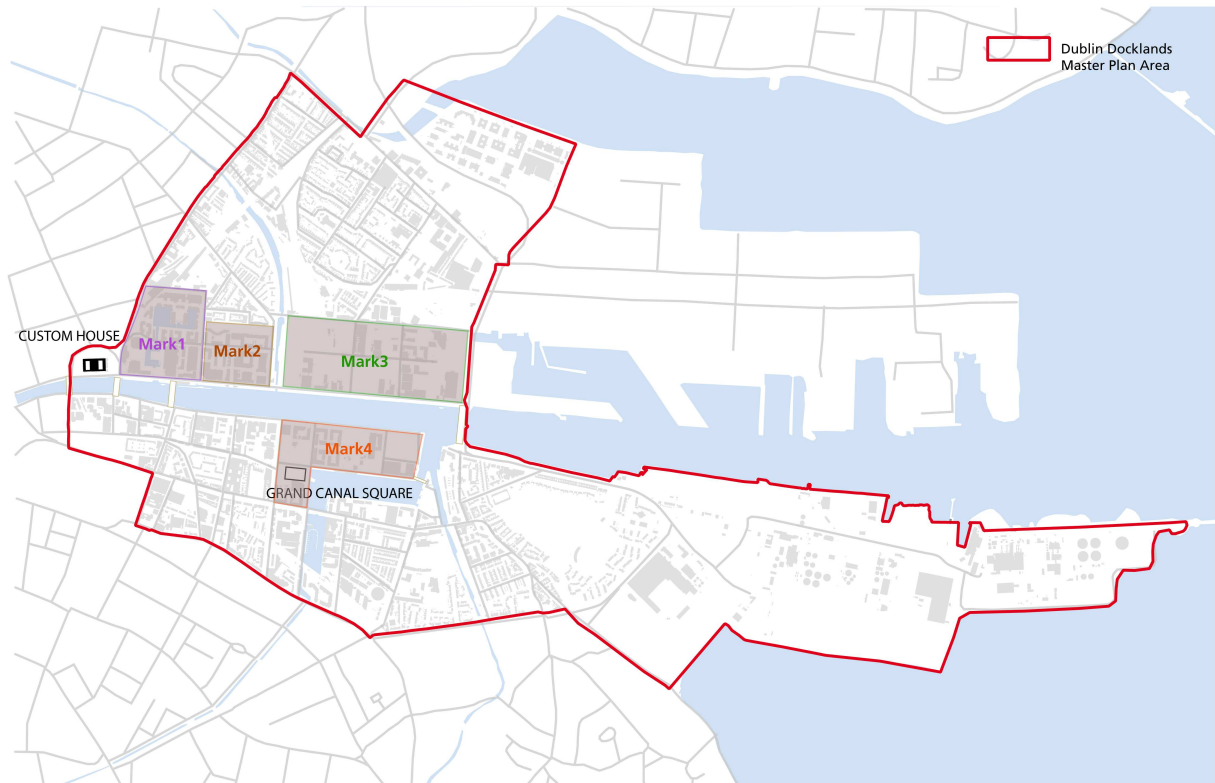 Dublin Docklands
Master Plan Area
CUSTOM HOUSE
Mark1
Mark2
Mark3
Mark4
GRAND CANAL SQUARE